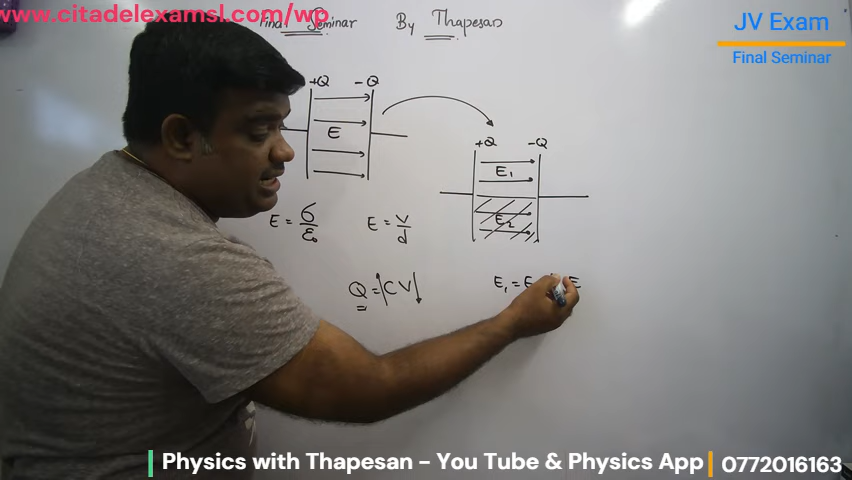 www.citadelexamsl.com/wp
Final Seminar By Thapesan
JV Exam
Final Seminar
+Q -Q
E
+Q -Q
E₁
E₂
E = σ/ε₀ E = V/d
Q = CV
E₁ = E E
Physics with Thapesan - You Tube & Physics App 0772016163